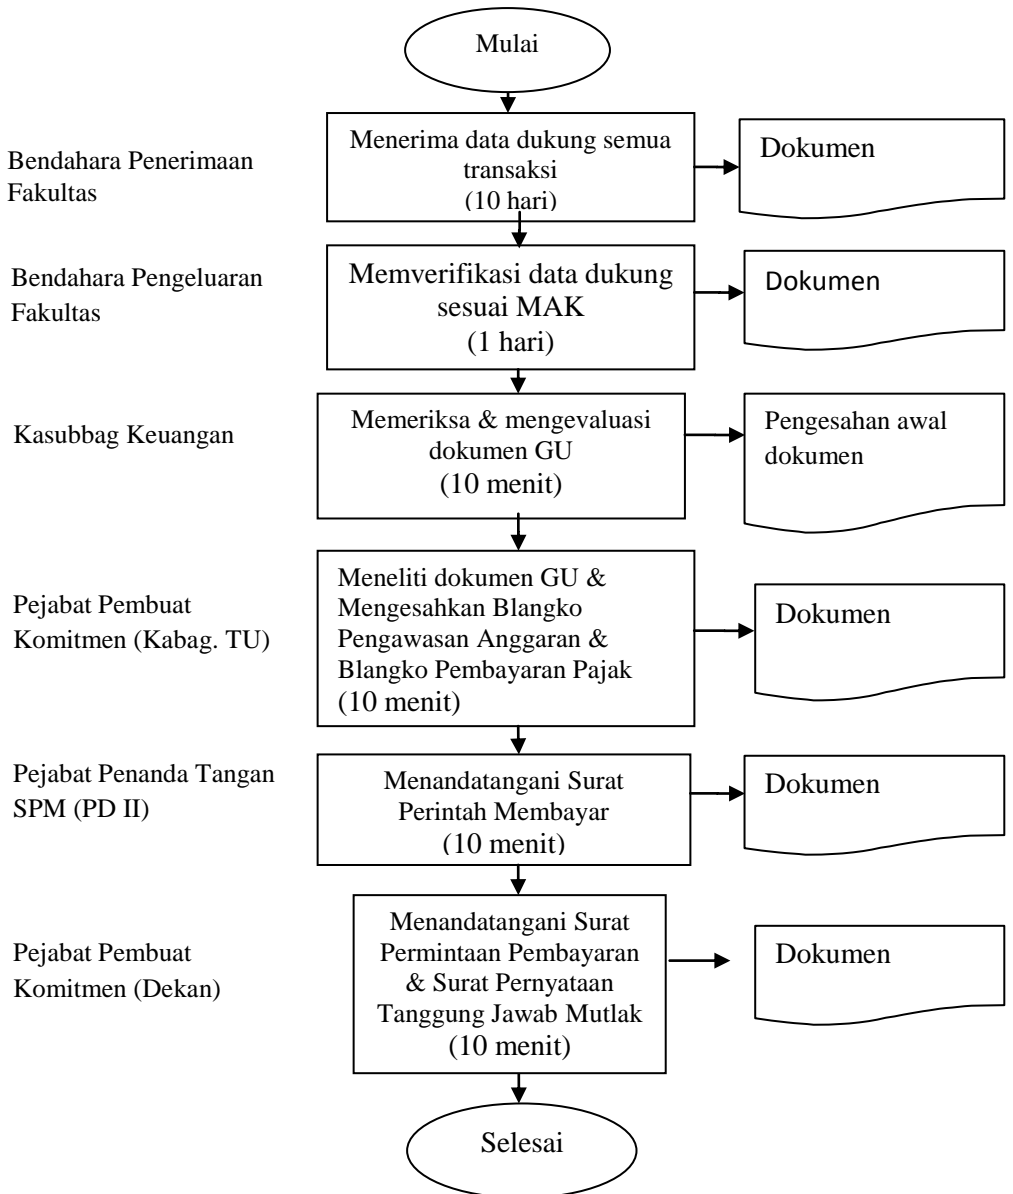 Mulai
Bendahara Penerimaan
Fakultas
Menerima data dukung semua
transaksi
(10 hari)
Dokumen
Bendahara Pengeluaran
Fakultas
Memverifikasi data dukung
sesuai MAK
(1 hari)
Dokumen
Kasubbag Keuangan
Memeriksa & mengevaluasi
dokumen GU
(10 menit)
Pengesahan awal
dokumen
Pejabat Pembuat
Komitmen (Kabag. TU)
Meneliti dokumen GU &
Mengesahkan Blangko
Pengawasan Anggaran &
Blangko Pembayaran Pajak
(10 menit)
Dokumen
Pejabat Penanda Tangan
SPM (PD II)
Menandatangani Surat
Perintah Membayar
(10 menit)
Dokumen
Pejabat Pembuat
Komitmen (Dekan)
Menandatangani Surat
Permintaan Pembayaran
& Surat Pernyataan
Tanggung Jawab Mutlak
(10 menit)
Dokumen
Selesai